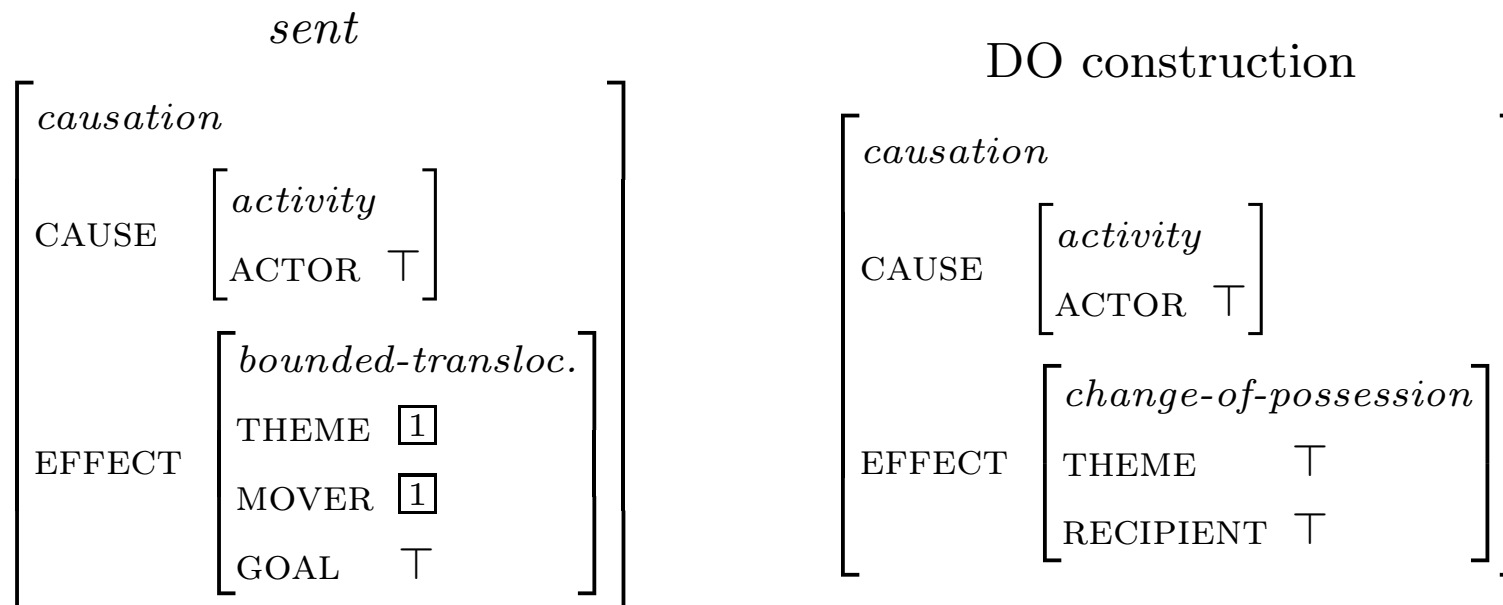 sent
causation
CAUSE
activity
ACTOR ⊤
EFFECT
bounded-transloc.
THEME 1
MOVER 1
GOAL ⊤
DO construction
causation
CAUSE
activity
ACTOR ⊤
EFFECT
change-of-possession
THEME ⊤
RECIPIENT ⊤